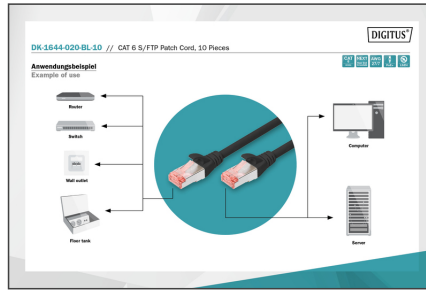 DIGITUS®
DK-1644-020-BL-10 // CAT 6 S/FTP Patch Cord, 10 Pieces
Anwendungsbeispiel
Example of use
Router
Switch
Wall outlet
Floor tank
Computer
Server